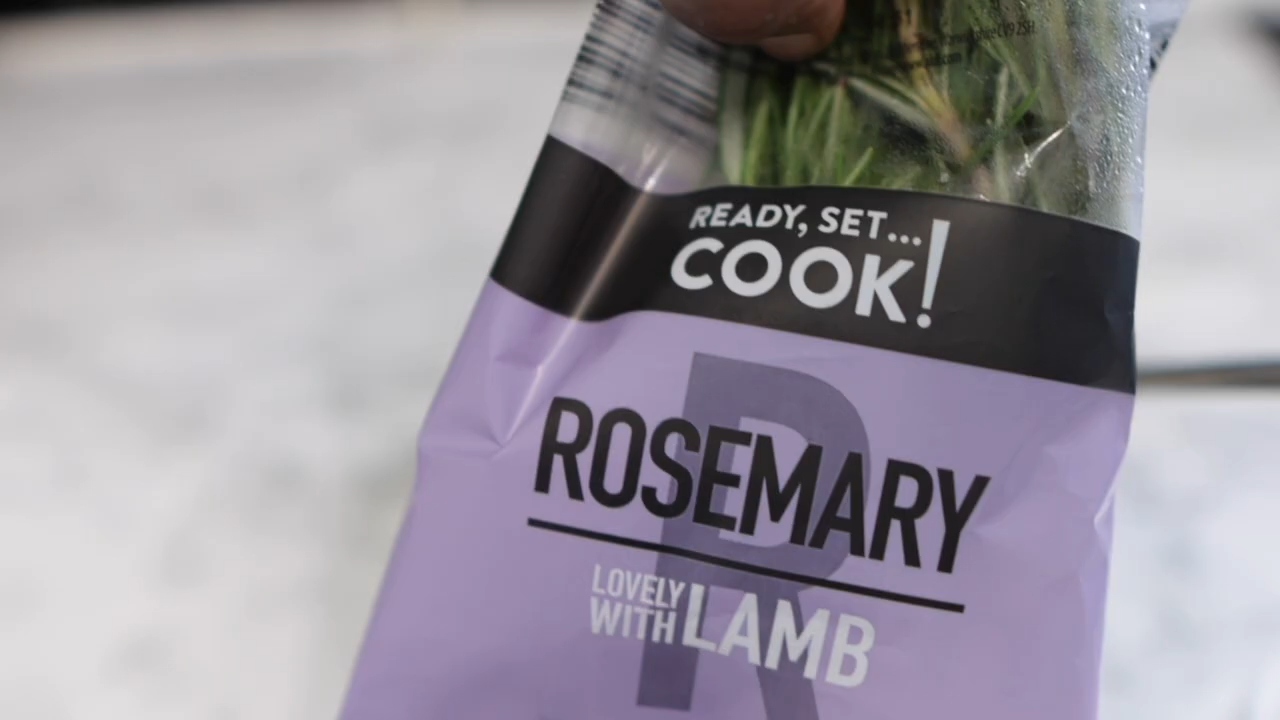 READY, SET...
COOK!
R
ROSEMARY
LOVELY
WITH LAMB